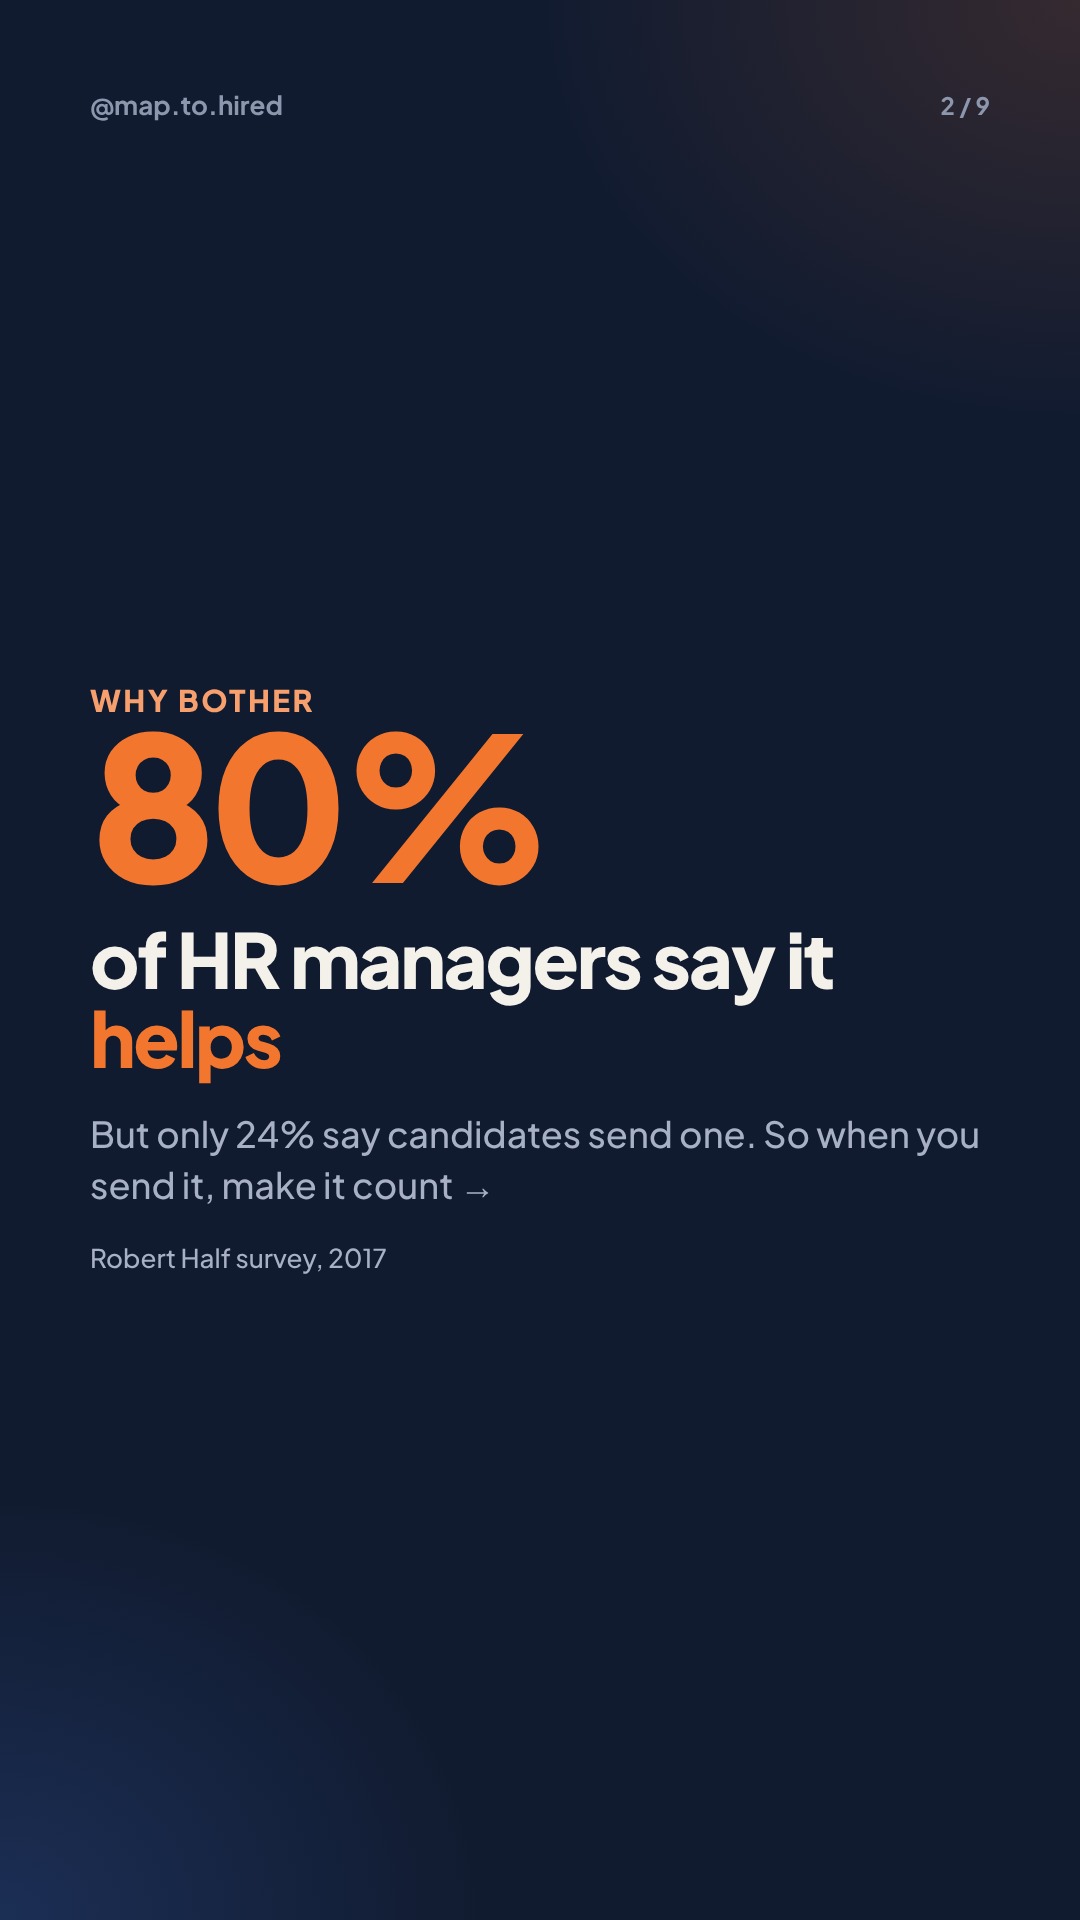 @map.to.hired
2/9
WHY BOTHER
80%
of HR managers say it
helps
But only 24% say candidates send one. So when you
send it, make it count →
Robert Half survey, 2017